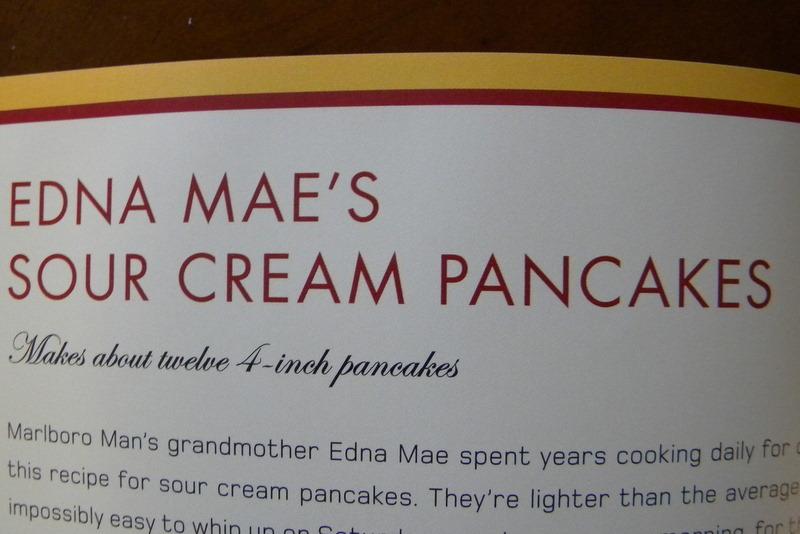 EDNA MAE'S
SOUR CREAM PANCAKES
Makes about twelve 4-inch pancakes
Marlboro Man's grandmother Edna Mae spent years cooking daily for
this recipe for sour cream pancakes. They're lighter than the average
impossibly easy to whip up on morning, for